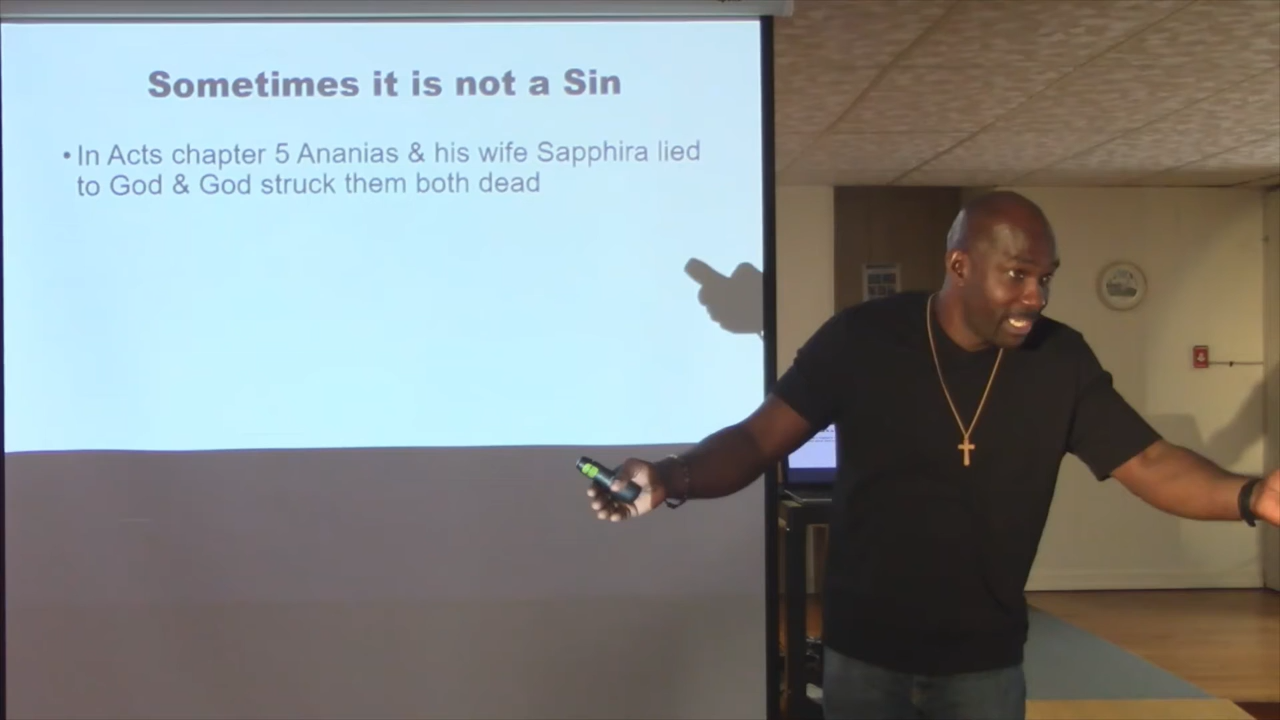 Sometimes it is not a Sin
• In Acts chapter 5 Ananias & his wife Sapphira lied
to God & God struck them both dead